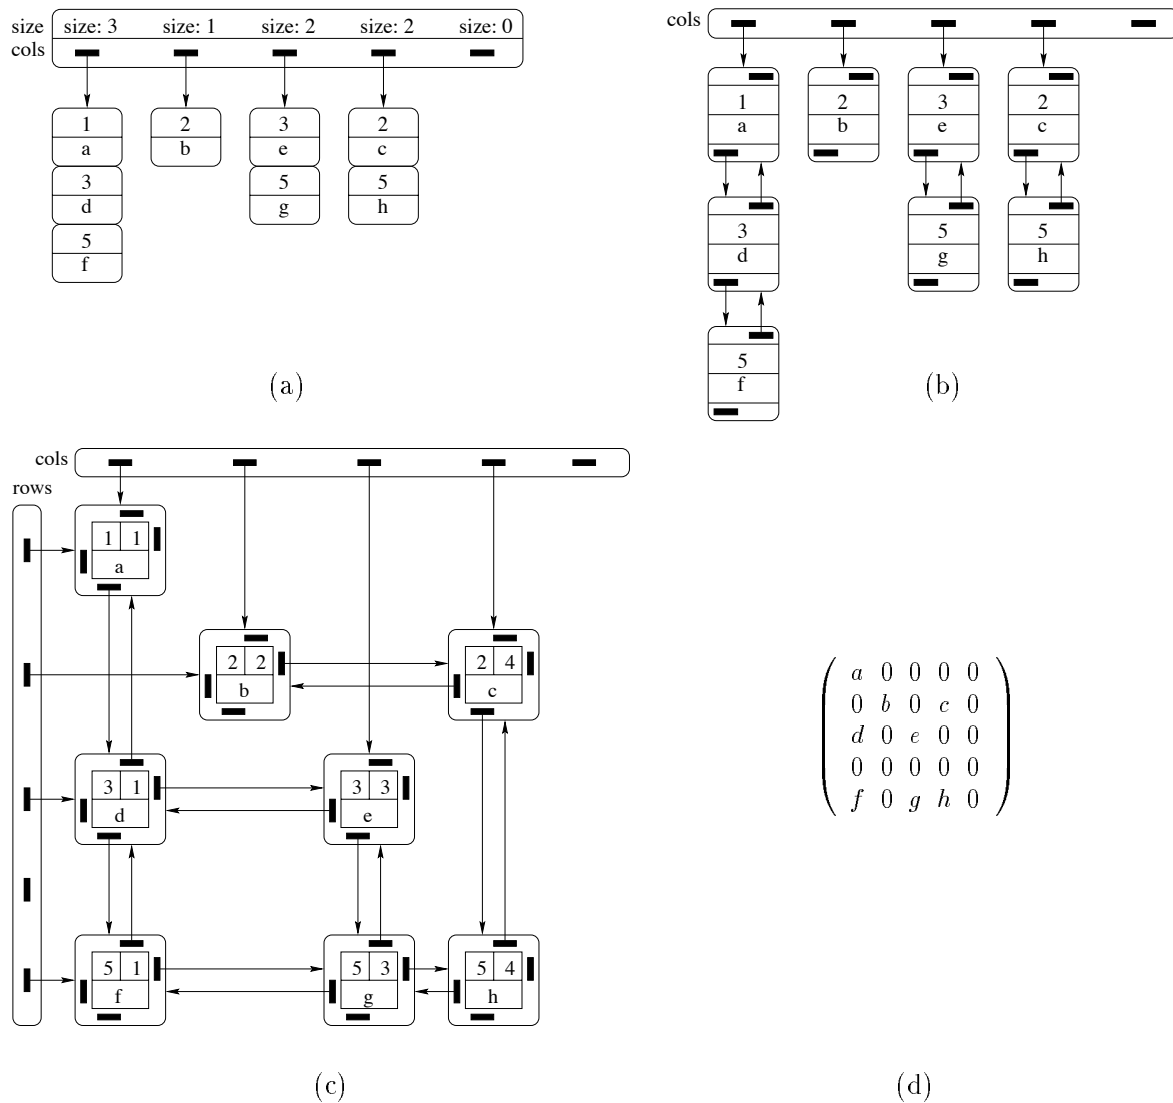 size size: 3 size: 1 size: 2 size: 2 size: 0
cols
1 2 3 2
a b e c
3 5 5
d g h
5
f
(a)
cols
1 2 3 2
a b e c
3 5 5
d g h
5
f
(b)
cols
rows
1 1
a
2 2 2 4
b c
3 1 3 3
d e
5 1 5 3 5 4
f g h
(c)
a 0 0 0 0
0 b 0 c 0
d 0 e 0 0
0 0 0 0 0
f 0 g h 0
(d)